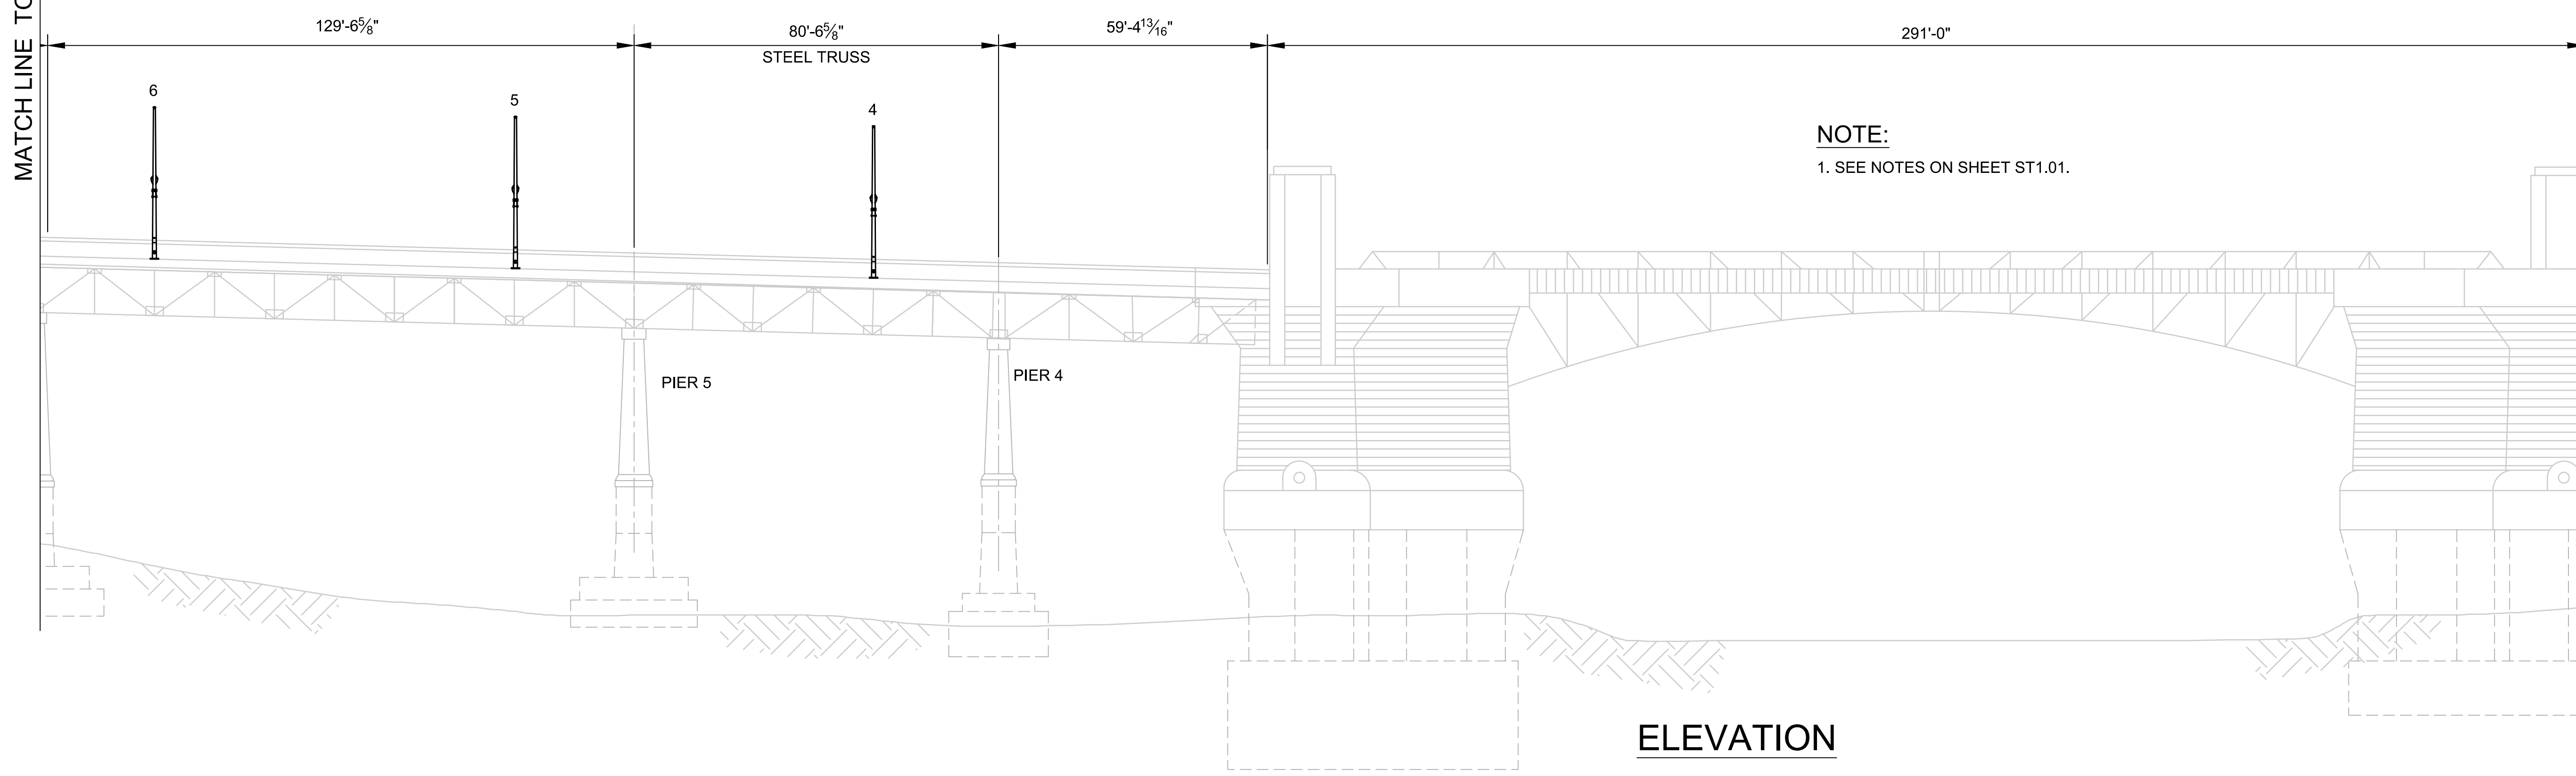 MATCH LINE TO
129'-6⅝"
80'-6⅝"
59'-4¹³⁄₁₆"
291'-0"
STEEL TRUSS
6
5
4
NOTE:
1. SEE NOTES ON SHEET ST1.01.
PIER 5
PIER 4
ELEVATION